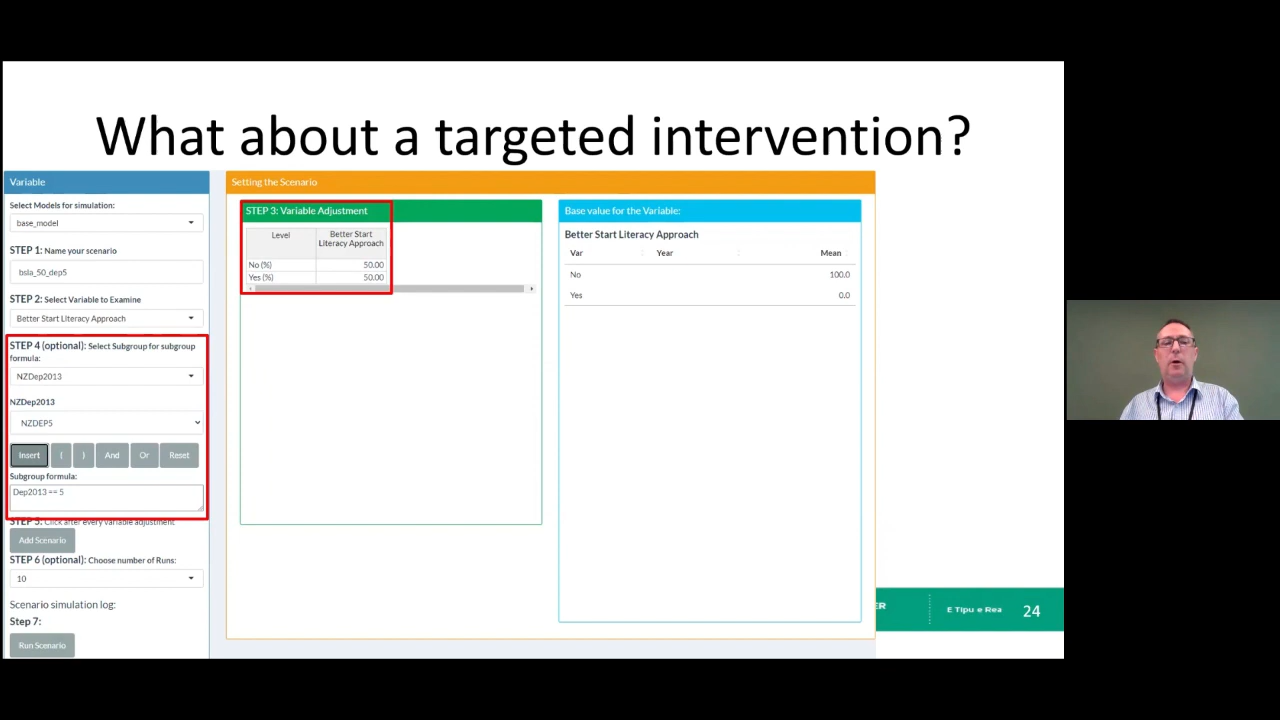 What about a targeted intervention?
Variable
Select Models for simulation:
base_model
STEP 1: Name your scenario
bsla_50_dep5
STEP 2: Select Variable to Examine
Better Start Literacy Approach
STEP 4 (optional): Select Subgroup for subgroup
formula:
NZDep2013
NZDep2013
NZDEP5
Insert ( ) And Or Reset
Subgroup formula:
Dep2013 == 5
STEP 5: Click after every variable adjustment
Add Scenario
STEP 6 (optional): Choose number of Runs:
10
Scenario simulation log:
Step 7:
Run Scenario
Setting the Scenario
STEP 3: Variable Adjustment
Level Better Start
Literacy Approach
No (%) 50.00
Yes (%) 50.00
Base value for the Variable:
Better Start Literacy Approach
Var Year Mean
No 100.0
Yes 0.0
ER E Tipu e Rea 24